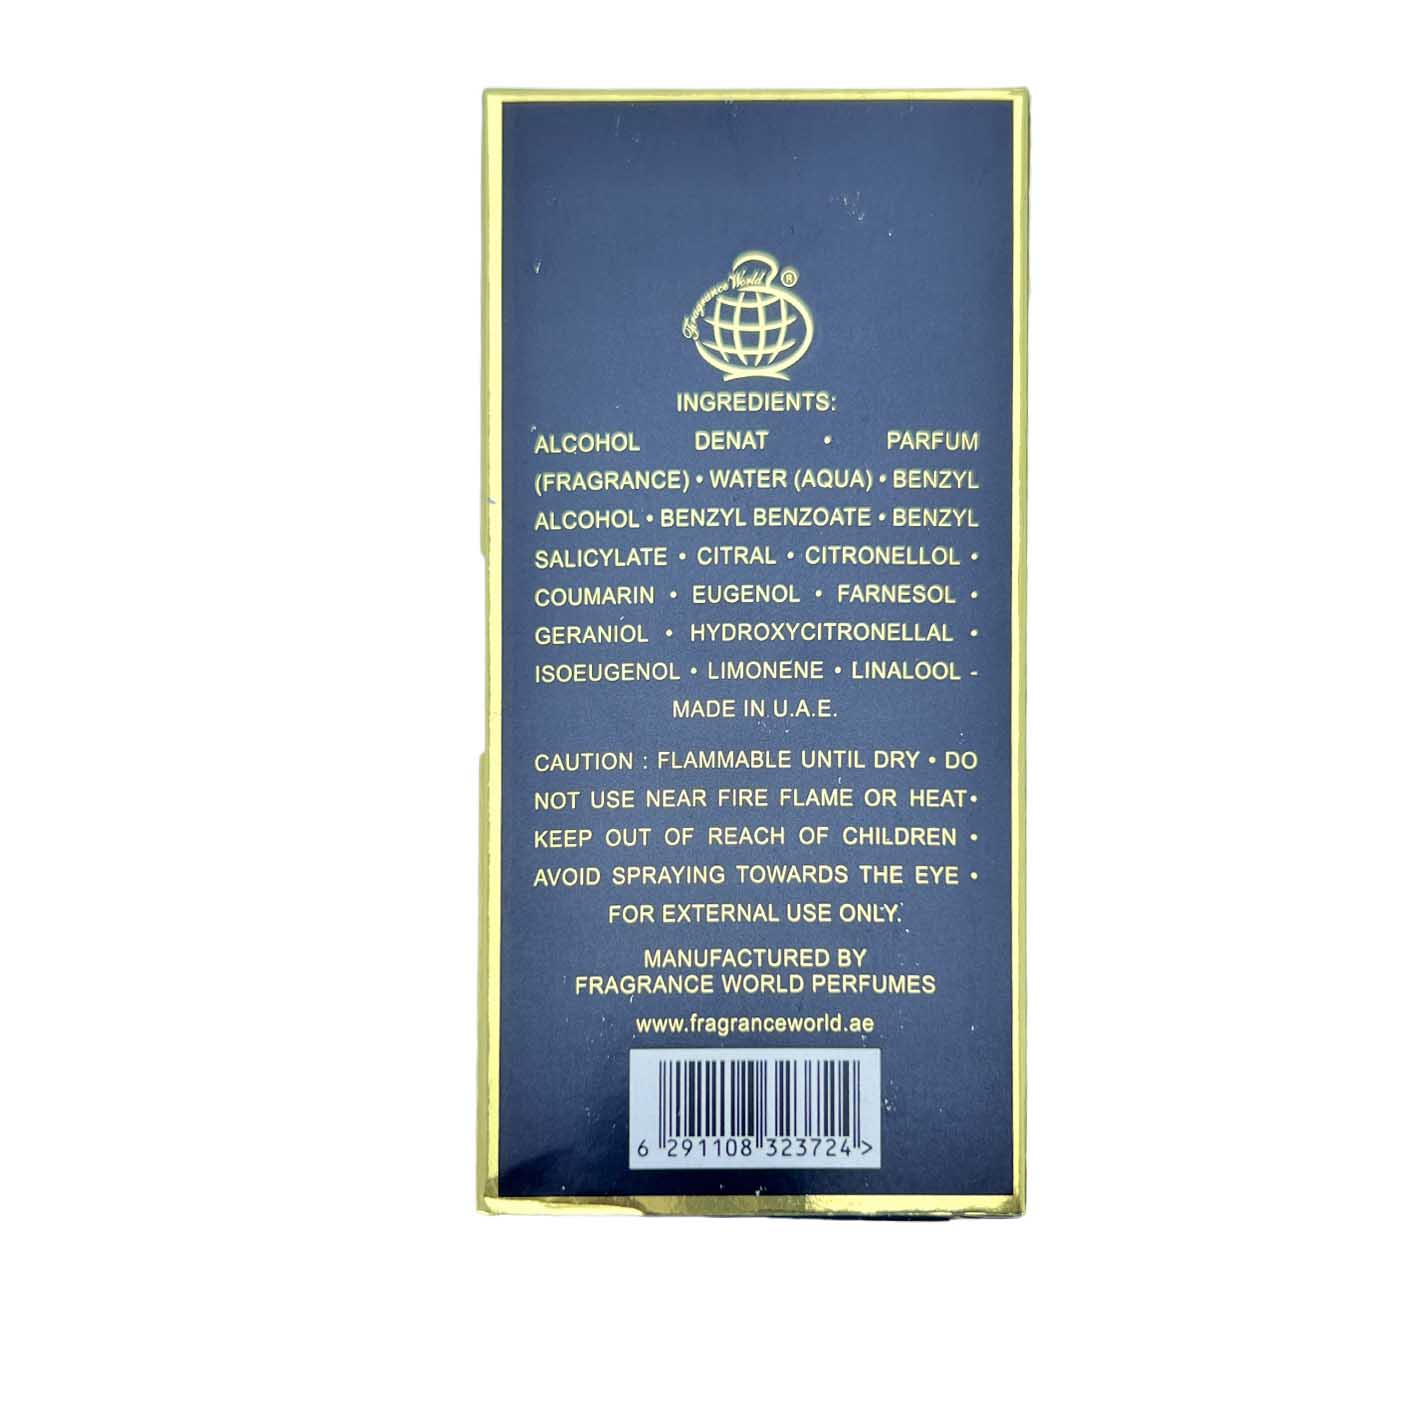 Fragrance World ®
INGREDIENTS:
ALCOHOL DENAT • PARFUM
(FRAGRANCE) • WATER (AQUA) • BENZYL
ALCOHOL • BENZYL BENZOATE • BENZYL
SALICYLATE • CITRAL • CITRONELLOL •
COUMARIN • EUGENOL • FARNESOL •
GERANIOL • HYDROXYCITRONELLAL •
ISOEUGENOL • LIMONENE • LINALOOL -
MADE IN U.A.E.
CAUTION : FLAMMABLE UNTIL DRY • DO
NOT USE NEAR FIRE FLAME OR HEAT•
KEEP OUT OF REACH OF CHILDREN •
AVOID SPRAYING TOWARDS THE EYE •
FOR EXTERNAL USE ONLY.
MANUFACTURED BY
FRAGRANCE WORLD PERFUMES
www.fragranceworld.ae
6 291108 323724 >